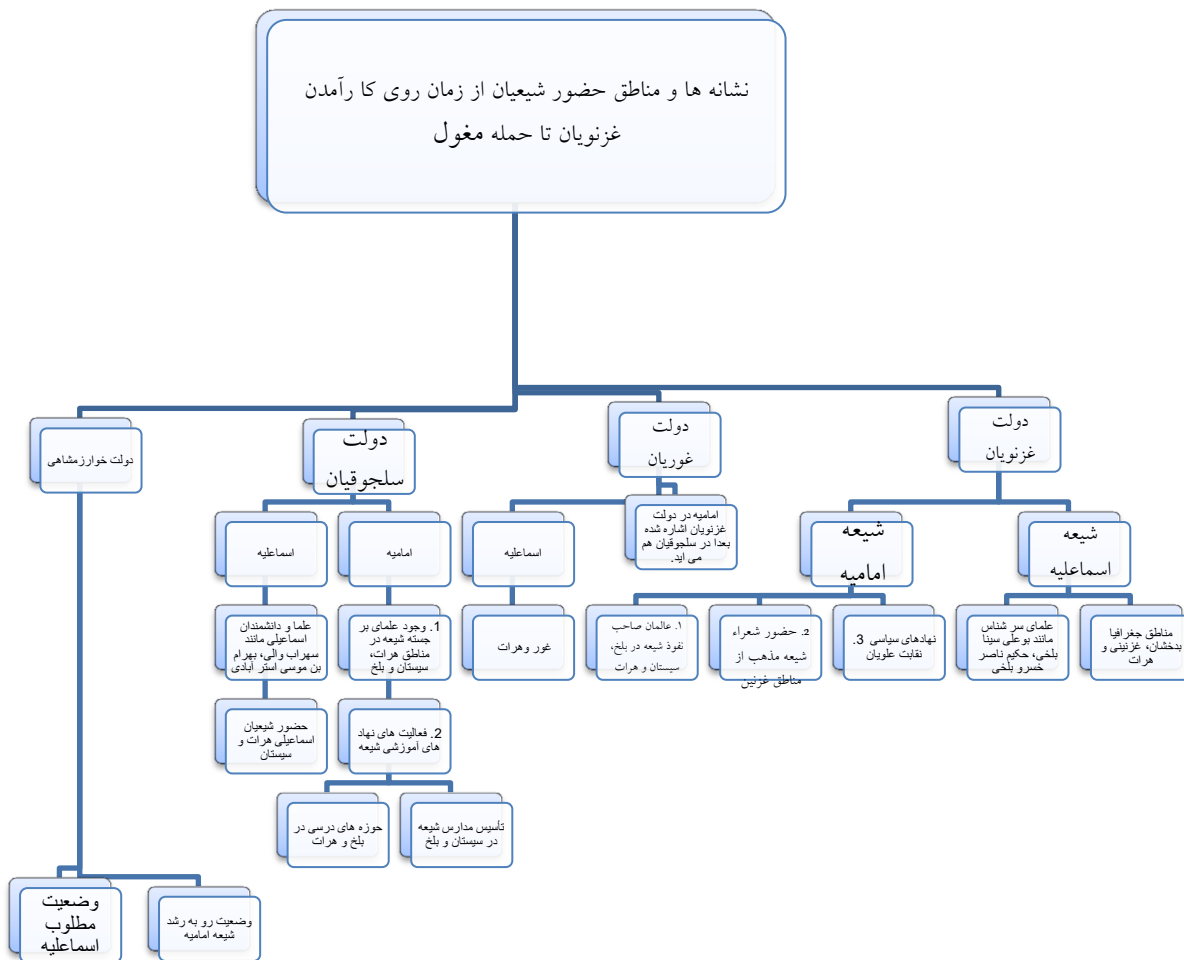 نشانه ها و مناطق حضور شیعیان از زمان روی کا رآمدن
غزنویان تا حمله مغول
دولت
غزنویان
دولت
غوریان
دولت
سلجوقیان
دولت خوارزمشاهی
شیعه
اسماعلیه
شیعه
امامیه
امامیه در دولت
غزنویان اشاره شده
بعدا در سلجوقیان هم
می اید.
اسماعلیه
امامیه
اسماعلیه
مناطق جغرافیا
بدخشان، غزنینی و
هرات
علمای سر شناس
مانند بوعلی سینا
بلخی، حکیم ناصر
خسرو بلخی
3. نهادهای سیاسی
نقابت علویان
2. حضور شعراء
شیعه مذهب از
مناطق غزنین
۱. عالمان صاحب
نفوذ شیعه در بلخ،
سیستان و هرات
غور وهرات
1. وجود علمای بر
جسته شیعه در
مناطق هرات،
سیستان و بلخ
علما و دانشمندان
اسماعیلی مانند
سهراب والی، بهرام
بن موسی استر آبادی
2. فعالیت های نهاد
های آموزشی شیعه
حضور شیعیان
اسماعیلی هرات و
سیستان
تأسیس مدارس شیعه
در سیستان و بلخ
حوزه های درسی در
بلخ و هرات
وضعیت رو به رشد
شیعه امامیه
وضعیت
مطلوب
اسماعلیه